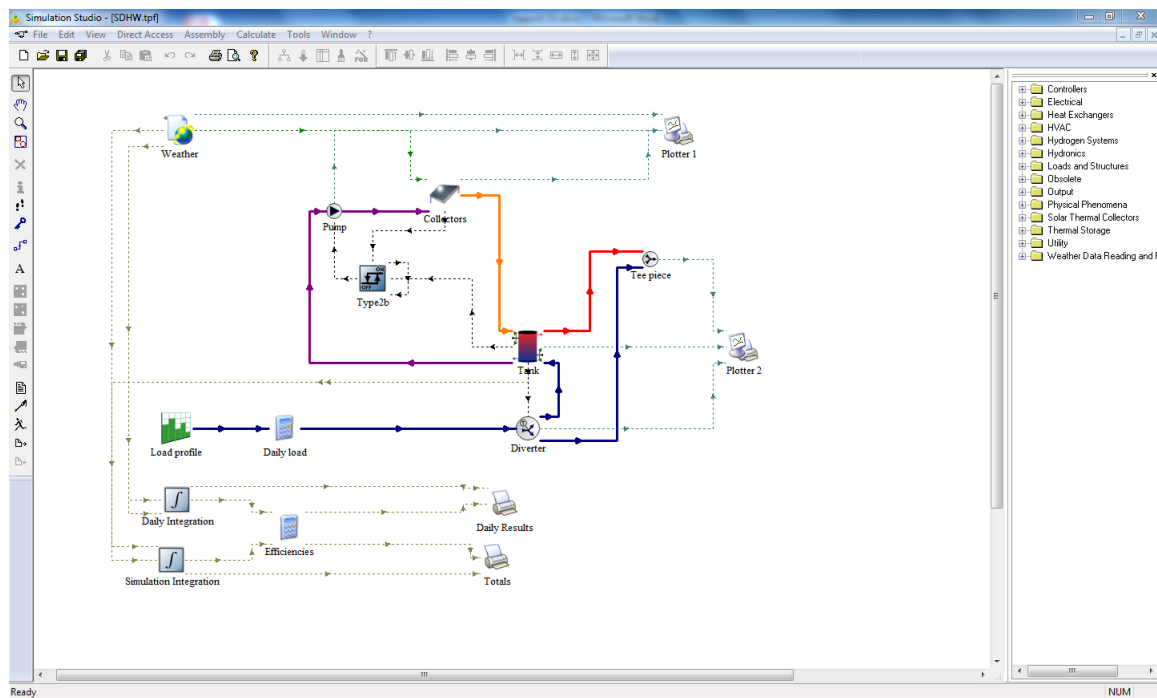 Simulation Studio - [SDHW.tpf]
File Edit View Direct Access Assembly Calculate Tools Window ?
Weather
Plotter 1
Collectors
Pump
ON
OFF
Type2b
Tee piece
Tank
Plotter 2
Load profile
Daily load
Diverter
Daily Integration
Efficiencies
Daily Results
Simulation Integration
Totals
Controllers
Electrical
Heat Exchangers
HVAC
Hydrogen Systems
Hydronics
Loads and Structures
Obsolete
Output
Physical Phenomena
Solar Thermal Collectors
Thermal Storage
Utility
Weather Data Reading and
Ready
NUM